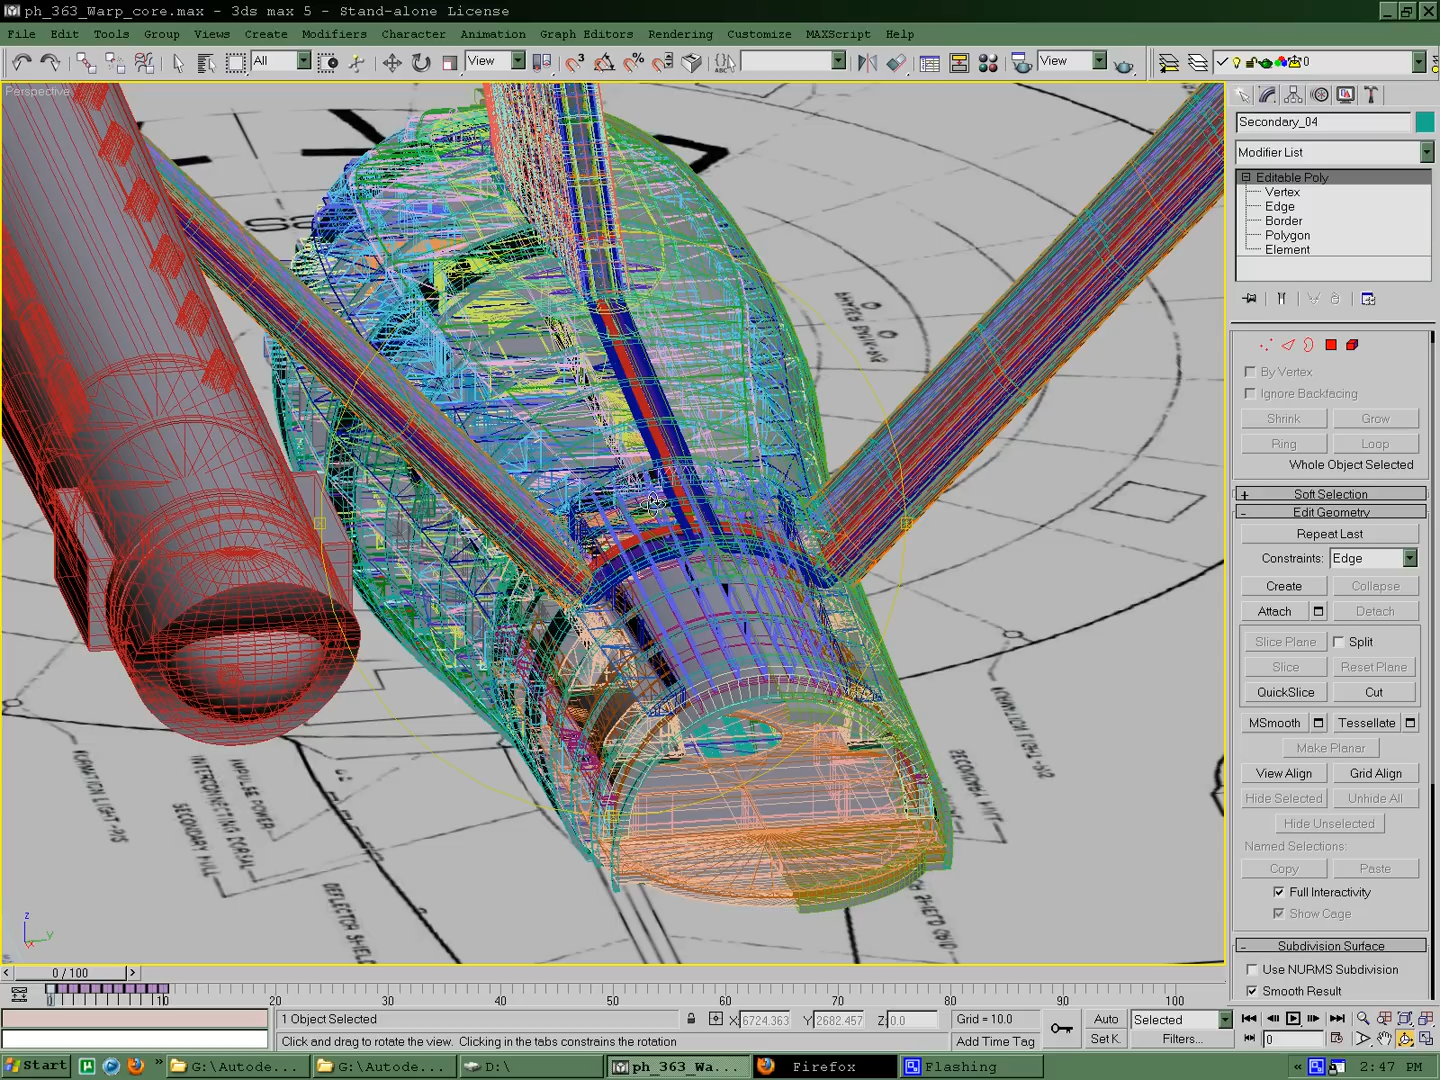 ph_363_Warp_core.max - 3ds max 5 - Stand-alone License
File Edit Tools Group Views Create Modifiers Character Animation Graph Editors Rendering Customize MAXScript Help
All View View 0
Perspective
Secondary_04
Modifier List
Editable Poly
Vertex
Edge
Border
Polygon
Element
By Vertex
Ignore Backfacing
Shrink Grow
Ring Loop
Whole Object Selected
+ Soft Selection
- Edit Geometry
Repeat Last
Constraints: Edge
Create Collapse
Attach Detach
Slice Plane Split
Slice Reset Plane
QuickSlice Cut
MSmooth Tessellate
Make Planar
View Align Grid Align
Hide Selected Unhide All
Hide Unselected
Named Selections:
Copy Paste
Full Interactivity
Show Cage
- Subdivision Surface
Use NURMS Subdivision
Smooth Result
IMPULSE POWER
INTERCONNECTING DORSAL
SECONDARY HULL
z
y
x
< 0 / 100 >
0 10 20 30 40 50 60 70 80 90 100
1 Object Selected X: 6724.363 Y: 2682.457 Z: 0.0 Grid = 10.0 Auto Selected
Click and drag to rotate the view. Clicking in the tabs constrains the rotation Add Time Tag Set K. Filters... 0
Start » G:\Autode... G:\Autode... D:\ ph_363_Wa... Firefox Flashing « 2:47 PM